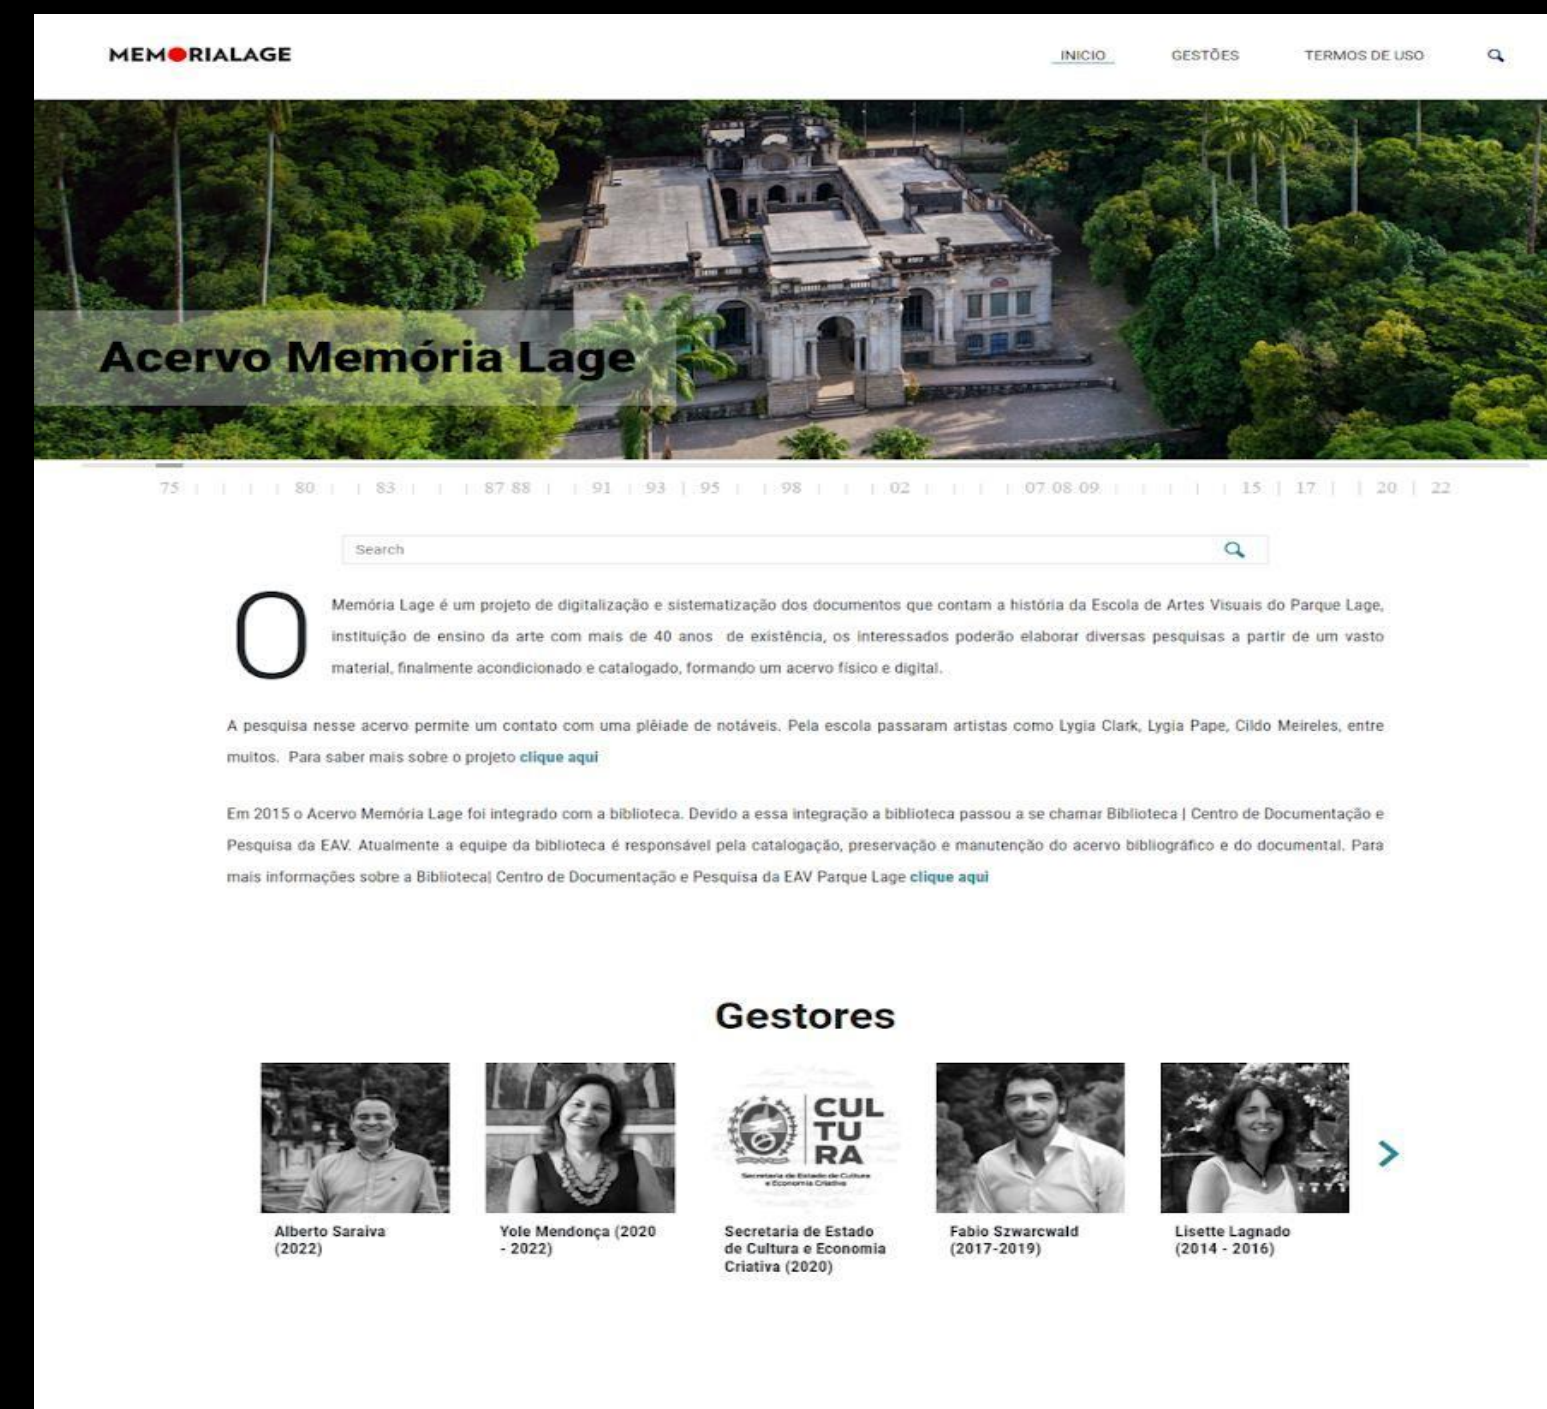 MEMORIALAGE
INICIO GESTÕES TERMOS DE USO
Acervo Memória Lage
75 | | | | 80 | | 83 | | | 87 88 | | 91 | 93 | 95 | | 98 | | | 02 | | | | 07 08 09 | | | | | 15 | 17 | | 20 | 22
Search
O Memória Lage é um projeto de digitalização e sistematização dos documentos que contam a história da Escola de Artes Visuais do Parque Lage,
instituição de ensino da arte com mais de 40 anos de existência, os interessados poderão elaborar diversas pesquisas a partir de um vasto
material, finalmente acondicionado e catalogado, formando um acervo físico e digital.
A pesquisa nesse acervo permite um contato com uma plêiade de notáveis. Pela escola passaram artistas como Lygia Clark, Lygia Pape, Cildo Meireles, entre
muitos. Para saber mais sobre o projeto clique aqui
Em 2015 o Acervo Memória Lage foi integrado com a biblioteca. Devido a essa integração a biblioteca passou a se chamar Biblioteca | Centro de Documentação e
Pesquisa da EAV. Atualmente a equipe da biblioteca é responsável pela catalogação, preservação e manutenção do acervo bibliográfico e do documental. Para
mais informações sobre a Biblioteca| Centro de Documentação e Pesquisa da EAV Parque Lage clique aqui
Gestores
CUL
TU
RA
Secretaria de Estado de Cultura
e Economia Criativa
Alberto Saraiva
(2022)
Yole Mendonça (2020
- 2022)
Secretaria de Estado
de Cultura e Economia
Criativa (2020)
Fabio Szwarcwald
(2017-2019)
Lisette Lagnado
(2014 - 2016)